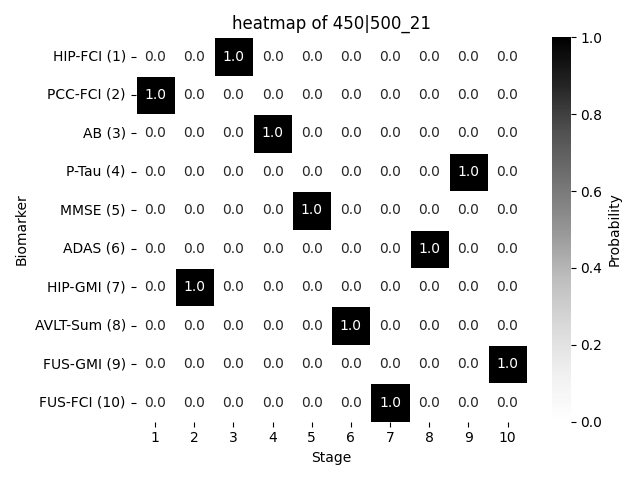 heatmap of 450|500_21
HIP-FCI (1) 0.0 0.0 1.0 0.0 0.0 0.0 0.0 0.0 0.0 0.0
PCC-FCI (2) 1.0 0.0 0.0 0.0 0.0 0.0 0.0 0.0 0.0 0.0
AB (3) 0.0 0.0 0.0 1.0 0.0 0.0 0.0 0.0 0.0 0.0
P-Tau (4) 0.0 0.0 0.0 0.0 0.0 0.0 0.0 0.0 1.0 0.0
MMSE (5) 0.0 0.0 0.0 0.0 1.0 0.0 0.0 0.0 0.0 0.0
ADAS (6) 0.0 0.0 0.0 0.0 0.0 0.0 0.0 1.0 0.0 0.0
HIP-GMI (7) 0.0 1.0 0.0 0.0 0.0 0.0 0.0 0.0 0.0 0.0
AVLT-Sum (8) 0.0 0.0 0.0 0.0 0.0 1.0 0.0 0.0 0.0 0.0
FUS-GMI (9) 0.0 0.0 0.0 0.0 0.0 0.0 0.0 0.0 0.0 1.0
FUS-FCI (10) 0.0 0.0 0.0 0.0 0.0 0.0 1.0 0.0 0.0 0.0
1 2 3 4 5 6 7 8 9 10
Stage
Biomarker
1.0
0.8
0.6
0.4
0.2
0.0
Probability